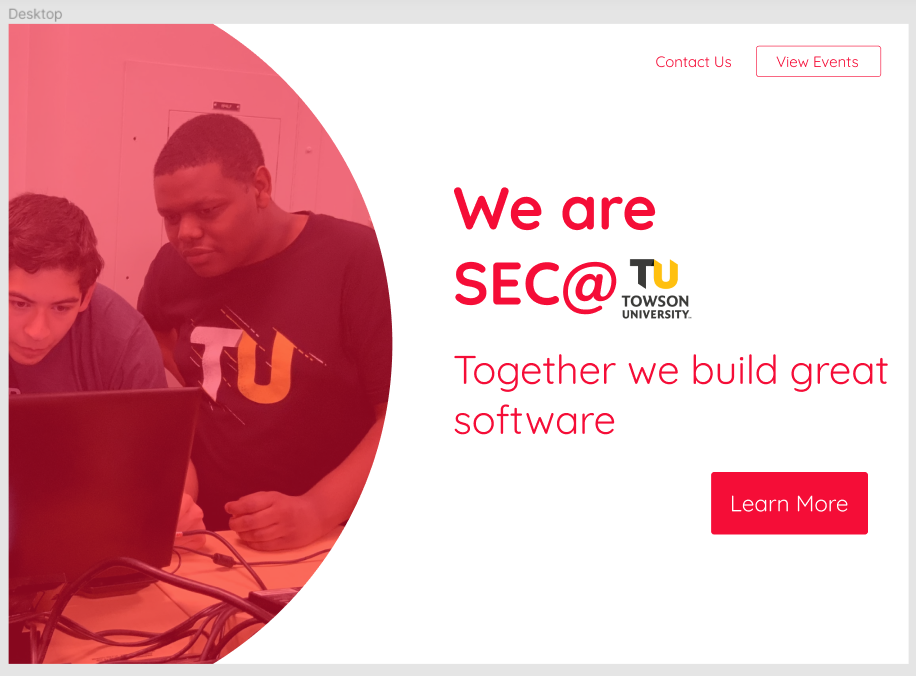 Desktop
Contact Us
View Events
We are
SEC@
TU
TOWSON
UNIVERSITY
Together we build great
software
Learn More
TU